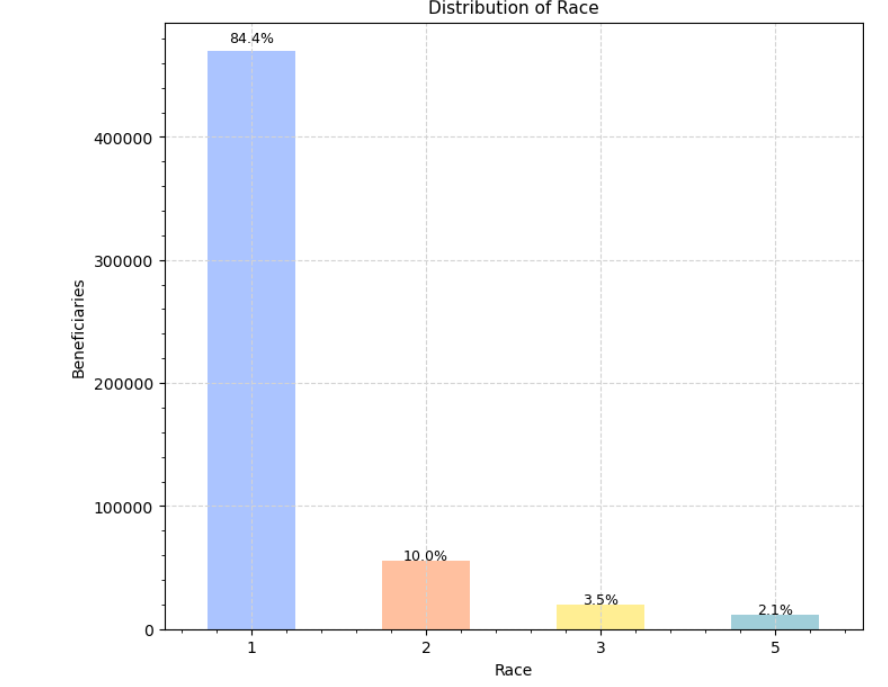 Distribution of Race
84.4%
400000
300000
Beneficiaries
200000
100000
10.0%
3.5%
2.1%
0
1 2 3 5
Race